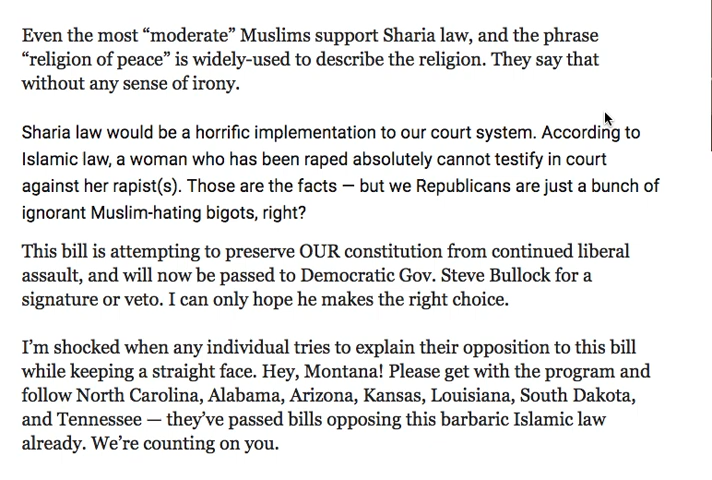 Even the most “moderate” Muslims support Sharia law, and the phrase
“religion of peace” is widely-used to describe the religion. They say that
without any sense of irony.
Sharia law would be a horrific implementation to our court system. According to
Islamic law, a woman who has been raped absolutely cannot testify in court
against her rapist(s). Those are the facts — but we Republicans are just a bunch of
ignorant Muslim-hating bigots, right?
This bill is attempting to preserve OUR constitution from continued liberal
assault, and will now be passed to Democratic Gov. Steve Bullock for a
signature or veto. I can only hope he makes the right choice.
I’m shocked when any individual tries to explain their opposition to this bill
while keeping a straight face. Hey, Montana! Please get with the program and
follow North Carolina, Alabama, Arizona, Kansas, Louisiana, South Dakota,
and Tennessee — they’ve passed bills opposing this barbaric Islamic law
already. We’re counting on you.